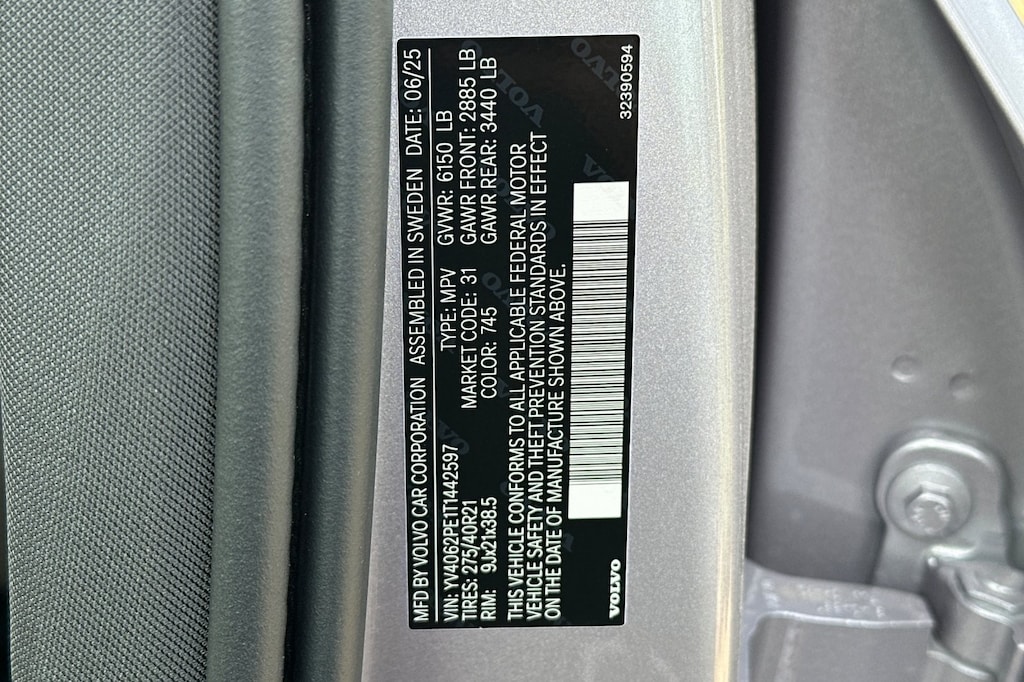 MFD BY VOLVO CAR CORPORATION ASSEMBLED IN SWEDEN DATE: 06/25
VIN: YV4062PE1T1442597 TYPE: MPV GVWR: 6150 LB
TIRES: 275/40R21 MARKET CODE: 31 GAWR FRONT: 2885 LB
RIM: 9Jx21x38.5 COLOR: 745 GAWR REAR: 3440 LB
THIS VEHICLE CONFORMS TO ALL APPLICABLE FEDERAL MOTOR
VEHICLE SAFETY AND THEFT PREVENTION STANDARDS IN EFFECT
ON THE DATE OF MANUFACTURE SHOWN ABOVE.
VOLVO 32390594